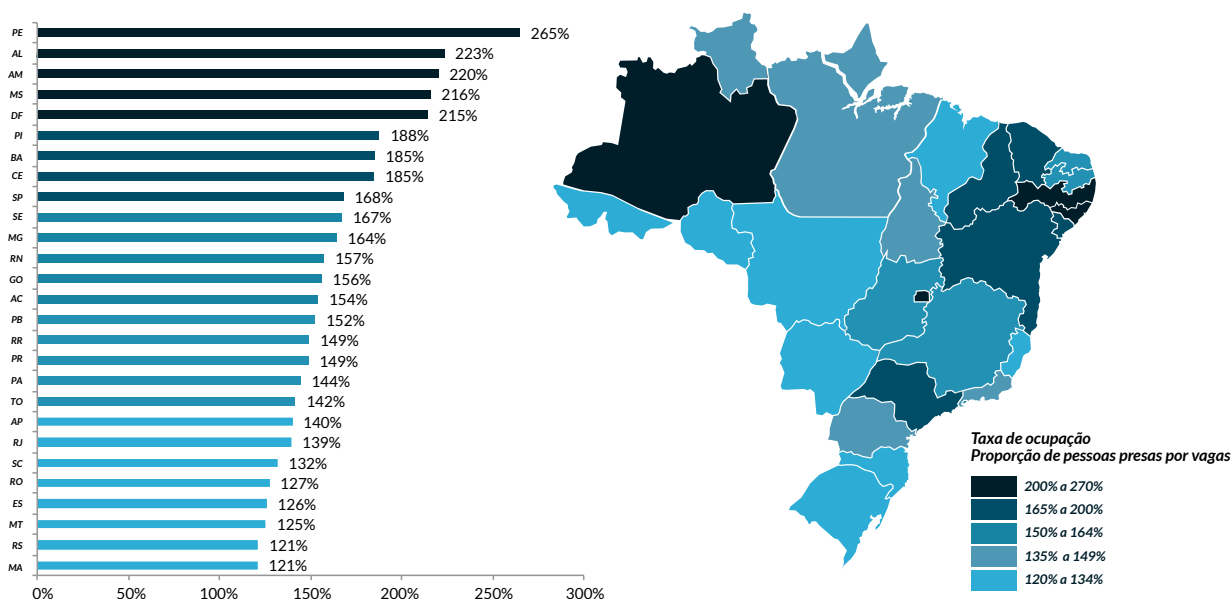 PE 265%
AL 223%
AM 220%
MS 216%
DF 215%
PI 188%
BA 185%
CE 185%
SP 168%
SE 167%
MG 164%
RN 157%
GO 156%
AC 154%
PB 152%
RR 149%
PR 149%
PA 144%
TO 142%
AP 140%
RJ 139%
SC 132%
RO 127%
ES 126%
MT 125%
RS 121%
MA 121%
0% 50% 100% 150% 200% 250% 300%
Taxa de ocupação
Proporção de pessoas presas por vagas
200% a 270%
165% a 200%
150% a 164%
135% a 149%
120% a 134%